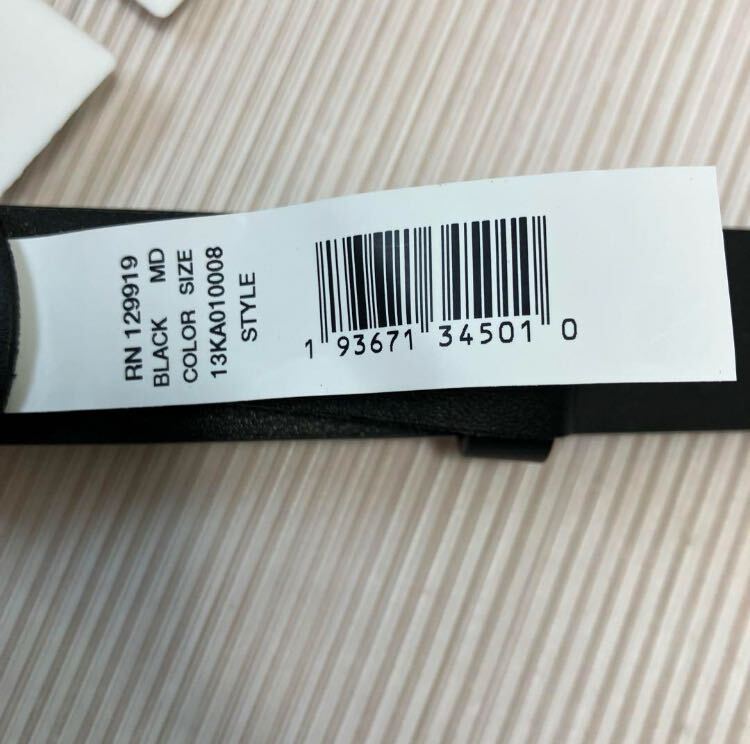 RN 129919
BLACK MD
COLOR SIZE
13KA010008
STYLE
1 93671 34501 0